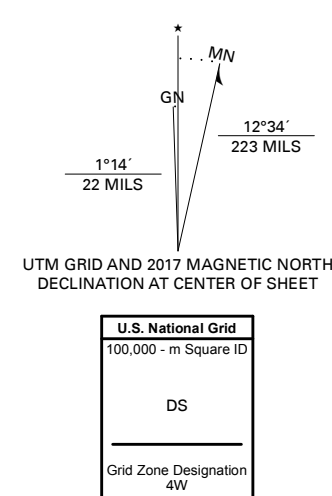 ★
MN
GN
12°34´
223 MILS
1°14´
22 MILS
UTM GRID AND 2017 MAGNETIC NORTH
DECLINATION AT CENTER OF SHEET
U.S. National Grid
100,000 - m Square ID
DS
Grid Zone Designation
4W